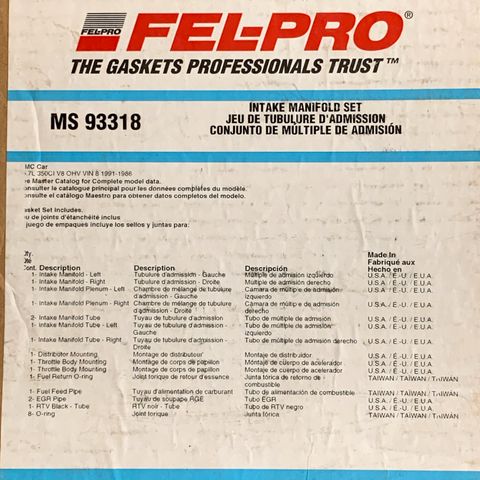 FEL-PRO
FEL-PRO®
THE GASKETS PROFESSIONALS TRUST™
MS 93318
INTAKE MANIFOLD SET
JEU DE TUBULURE D'ADMISSION
CONJUNTO DE MÚLTIPLE DE ADMISIÓN
MC Car
.7L 350CI V8 OHV VIN 8 1991-1986
e Master Catalog for Complete model data.
onsulter le catalogue principal pour les données complètes du modèle.
onsultar el catálogo Maestro para obtener datos completos del modelo.
asket Set includes.
eu de joints d'étanchéité inclus
juego de empaques incluye los sellos y juntas para:
Qty.
Qté
Cont. Description Description Descripción Made.In Fabriqué aux Hecho en
1- Intake Manifold - Left Tubulure d'admission - Gauche Múltiple de admisión izquierdo U.S.A. / É.-U. / E.U.A.
1- Intake Manifold - Right Tubulure d'admission - Droite Múltiple de admisión derecho U.S.A. / É.-U. / E.U.A.
1- Intake Manifold Plenum - Left Chambre de mélange de tubulure d'admission - Gauche Cámara de múltiple de admisión izquierdo U.S.A. / É.-U. / E.U.A.
1- Intake Manifold Plenum - Right Chambre de mélange de tubulure d'admission - Droite Cámara de múltiple de admisión derecho U.S.A. / É.-U. / E.U.A.
2- Intake Manifold Tube Tuyau de tubulure d'admission Tubo de múltiple de admisión U.S.A. / É.-U. / E.U.A.
1- Intake Manifold Tube - Left Tuyau de tubulure d'admission - Gauche Tubo de múltiple de admisión izquierdo U.S.A. / É.-U. / E.U.A.
1- Intake Manifold Tube - Right Tuyau de tubulure d'admission - Droite Tubo de múltiple de admisión derecho U.S.A. / É.-U. / E.U.A.
1- Distributor Mounting Montage de distributeur Montaje de distribuidor U.S.A. / É.-U. / E.U.A.
1- Throttle Body Mounting Montage de corps de papillon Montaje de cuerpo de acelerador U.S.A. / É.-U. / E.U.A.
1- Throttle Body Mounting Montage de corps de papillon Montaje de cuerpo de acelerador U.S.A. / É.-U. / E.U.A.
1- Fuel Return O-ring Joint torique de retour d'essence Junta tórica de retorno de combustible TAIWAN / TAÏWAN / TAIWÁN
1- Fuel Feed Pipe Tuyau d'alimentation de carburant Tubo de alimentación de combustible TAIWAN / TAÏWAN / TAIWÁN
2- EGR Pipe Tuyau de soupape RGE Tubo EGR U.S.A. / É.-U. / E.U.A.
1- RTV Black - Tube RTV noir - Tube Tubo de RTV negro U.S.A. / É.-U. / E.U.A.
8- O-ring Joint torique Junta tórica TAIWAN / TAÏWAN / TAIWÁN